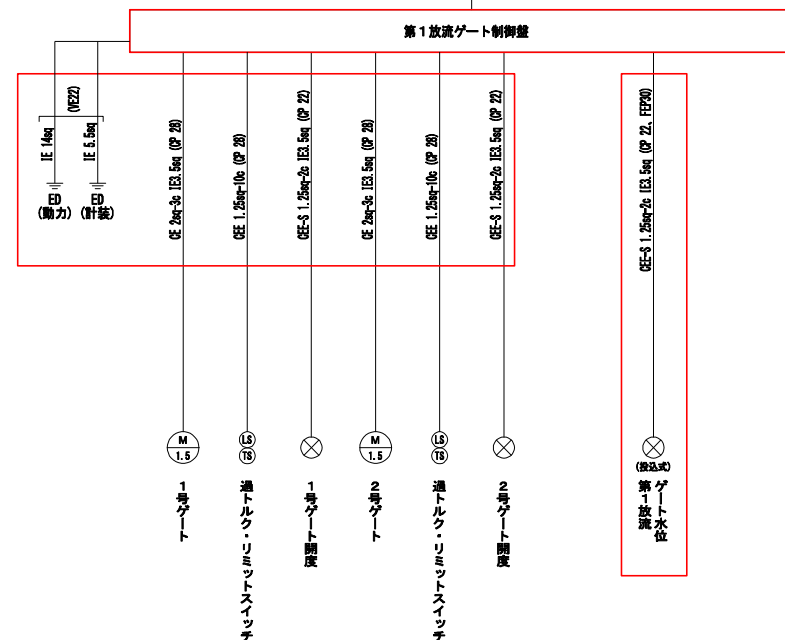 第1放流ゲート制御盤
(VE22)
IE 14sq
IE 5.5sq
ED
(動力)
ED
(計装)
CE 2sq-3c IE3.5sq (CP 28)
CEE 1.25sq-10c (CP 28)
CEE-S 1.25sq-2c IE3.5sq (CP 22)
CE 2sq-3c IE3.5sq (CP 28)
CEE 1.25sq-10c (CP 28)
CEE-S 1.25sq-2c IE3.5sq (CP 22)
CEE-S 1.25sq-2c IE3.5sq (CP 22, FEP30)
M
1.5
LS
TS
M
1.5
LS
TS
(投込式)
1号ゲート
過トルク・リミットスイッチ
1号ゲート開度
2号ゲート
過トルク・リミットスイッチ
2号ゲート開度
第1放流
ゲート水位